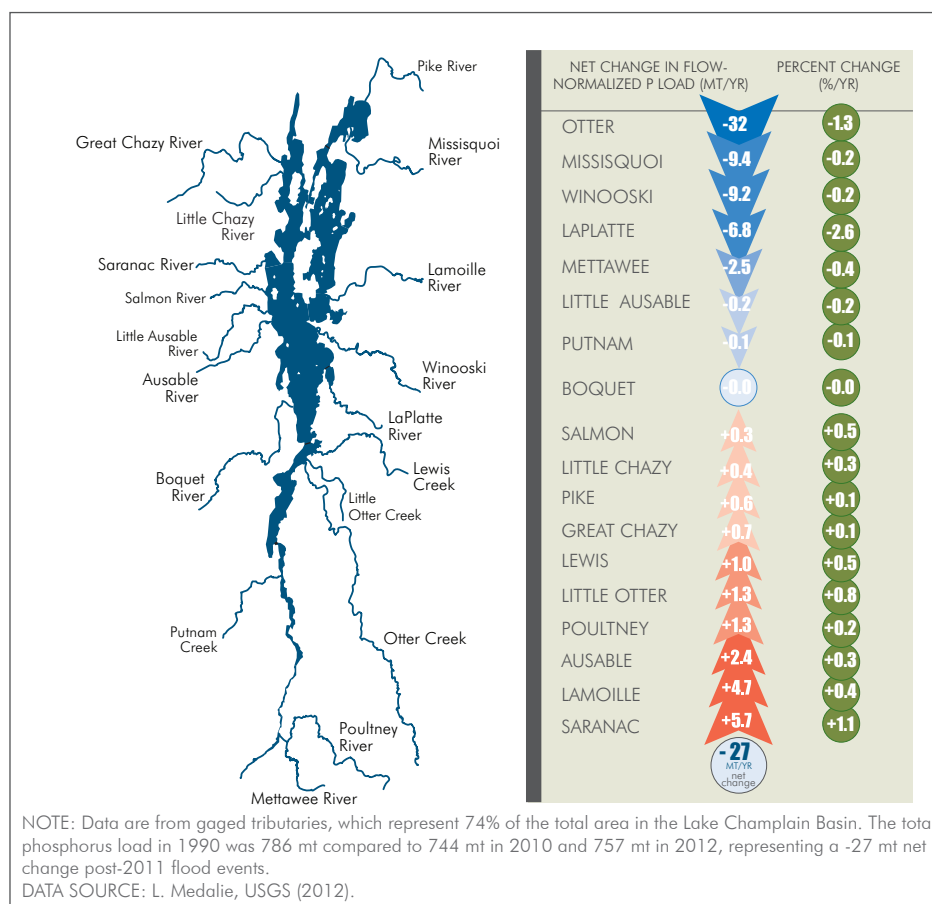 Pike River
Great Chazy River
Missisquoi
River
Little Chazy
River
Saranac River
Lamoille
River
Salmon River
Little Ausable
River
Ausable
River
Winooski
River
LaPlatte
River
Boquet
River
Lewis
Creek
Little
Otter Creek
Putnam
Creek
Otter Creek
Poultney
River
Mettawee River
NET CHANGE IN FLOW-
NORMALIZED P LOAD (MT/YR)
PERCENT CHANGE
(%/YR)
OTTER -32 -1.3
MISSISQUOI -9.4 -0.2
WINOOSKI -9.2 -0.2
LAPLATTE -6.8 -2.6
METTAWEE -2.5 -0.4
LITTLE AUSABLE -0.2 -0.2
PUTNAM -0.1 -0.1
BOQUET -0.0 -0.0
SALMON +0.3 +0.5
LITTLE CHAZY +0.4 +0.3
PIKE +0.6 +0.1
GREAT CHAZY +0.7 +0.1
LEWIS +1.0 +0.5
LITTLE OTTER +1.3 +0.8
POULTNEY +1.3 +0.2
AUSABLE +2.4 +0.3
LAMOILLE +4.7 +0.4
SARANAC +5.7 +1.1
- 27
MT/YR
net
change
NOTE: Data are from gaged tributaries, which represent 74% of the total area in the Lake Champlain Basin. The total
phosphorus load in 1990 was 786 mt compared to 744 mt in 2010 and 757 mt in 2012, representing a -27 mt net
change post-2011 flood events.
DATA SOURCE: L. Medalie, USGS (2012).